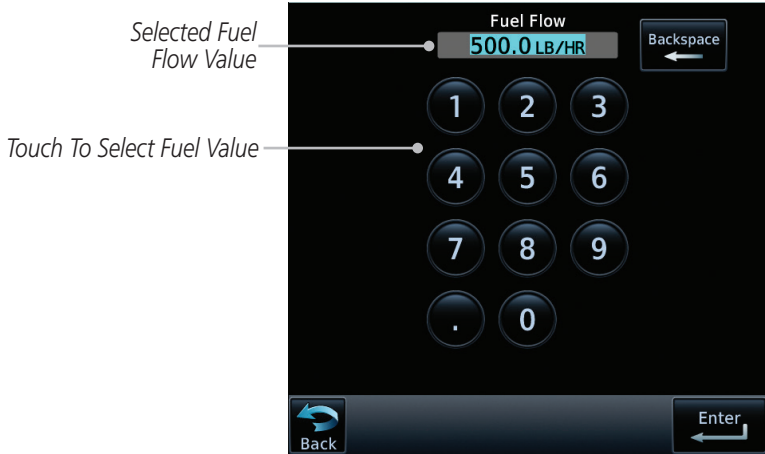 Selected Fuel
Flow Value
Fuel Flow
500.0 LB/HR
Backspace
Touch To Select Fuel Value
1 2 3
4 5 6
7 8 9
. 0
Back
Enter